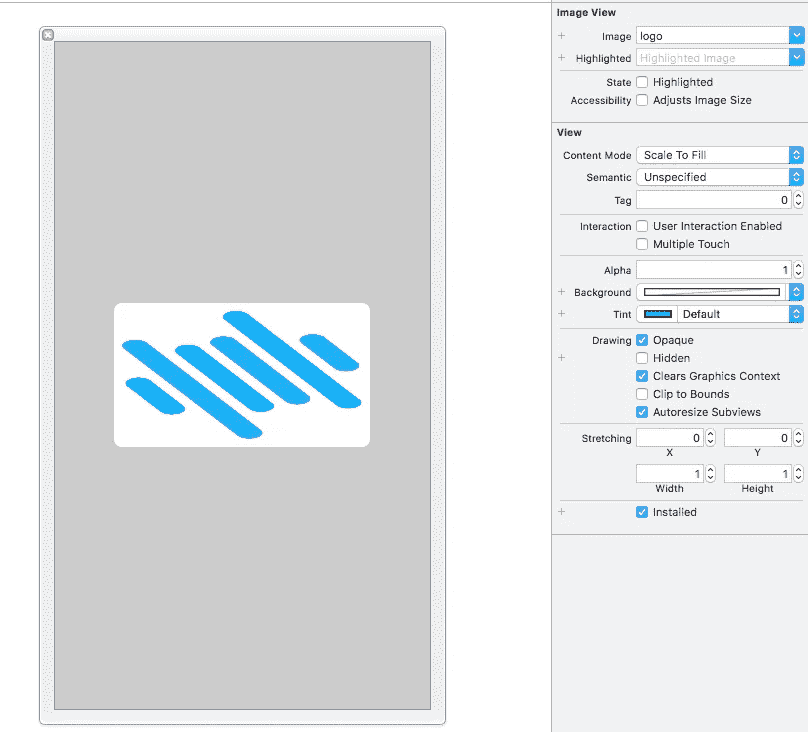 Image View
Image logo
Highlighted Highlighted Image
State Highlighted
Accessibility Adjusts Image Size
View
Content Mode Scale To Fill
Semantic Unspecified
Tag 0
Interaction User Interaction Enabled
Multiple Touch
Alpha 1
Background
Tint Default
Drawing Opaque
Hidden
Clears Graphics Context
Clip to Bounds
Autoresize Subviews
Stretching 0 0
X Y
1 1
Width Height
Installed